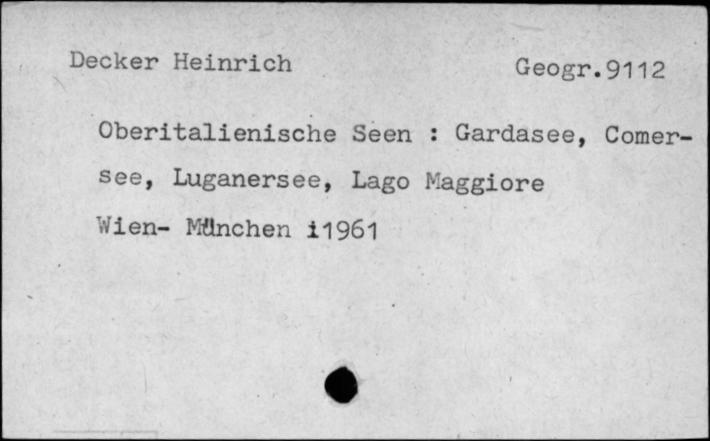 Decker Heinrich Geogr.9112
Oberitalienische Seen : Gardasee, Comer-
see, Luganersee, Lago Maggiore
Wien- München i1961